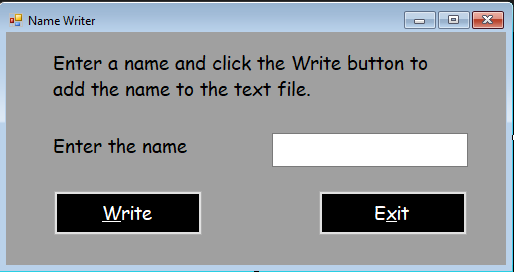 Name Writer
Enter a name and click the Write button to
add the name to the text file.
Enter the name
Write
Exit